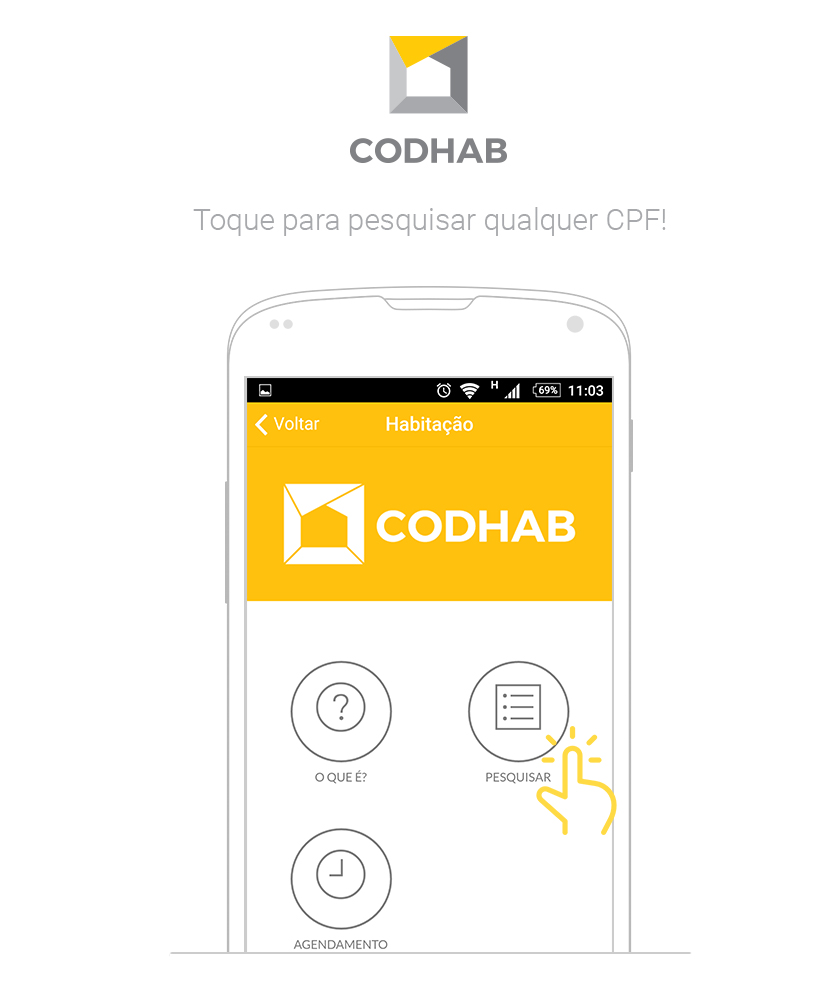 CODHAB
Toque para pesquisar qualquer CPF!
H 69% 11:03
Voltar Habitação
CODHAB
O QUE É? PESQUISAR
AGENDAMENTO